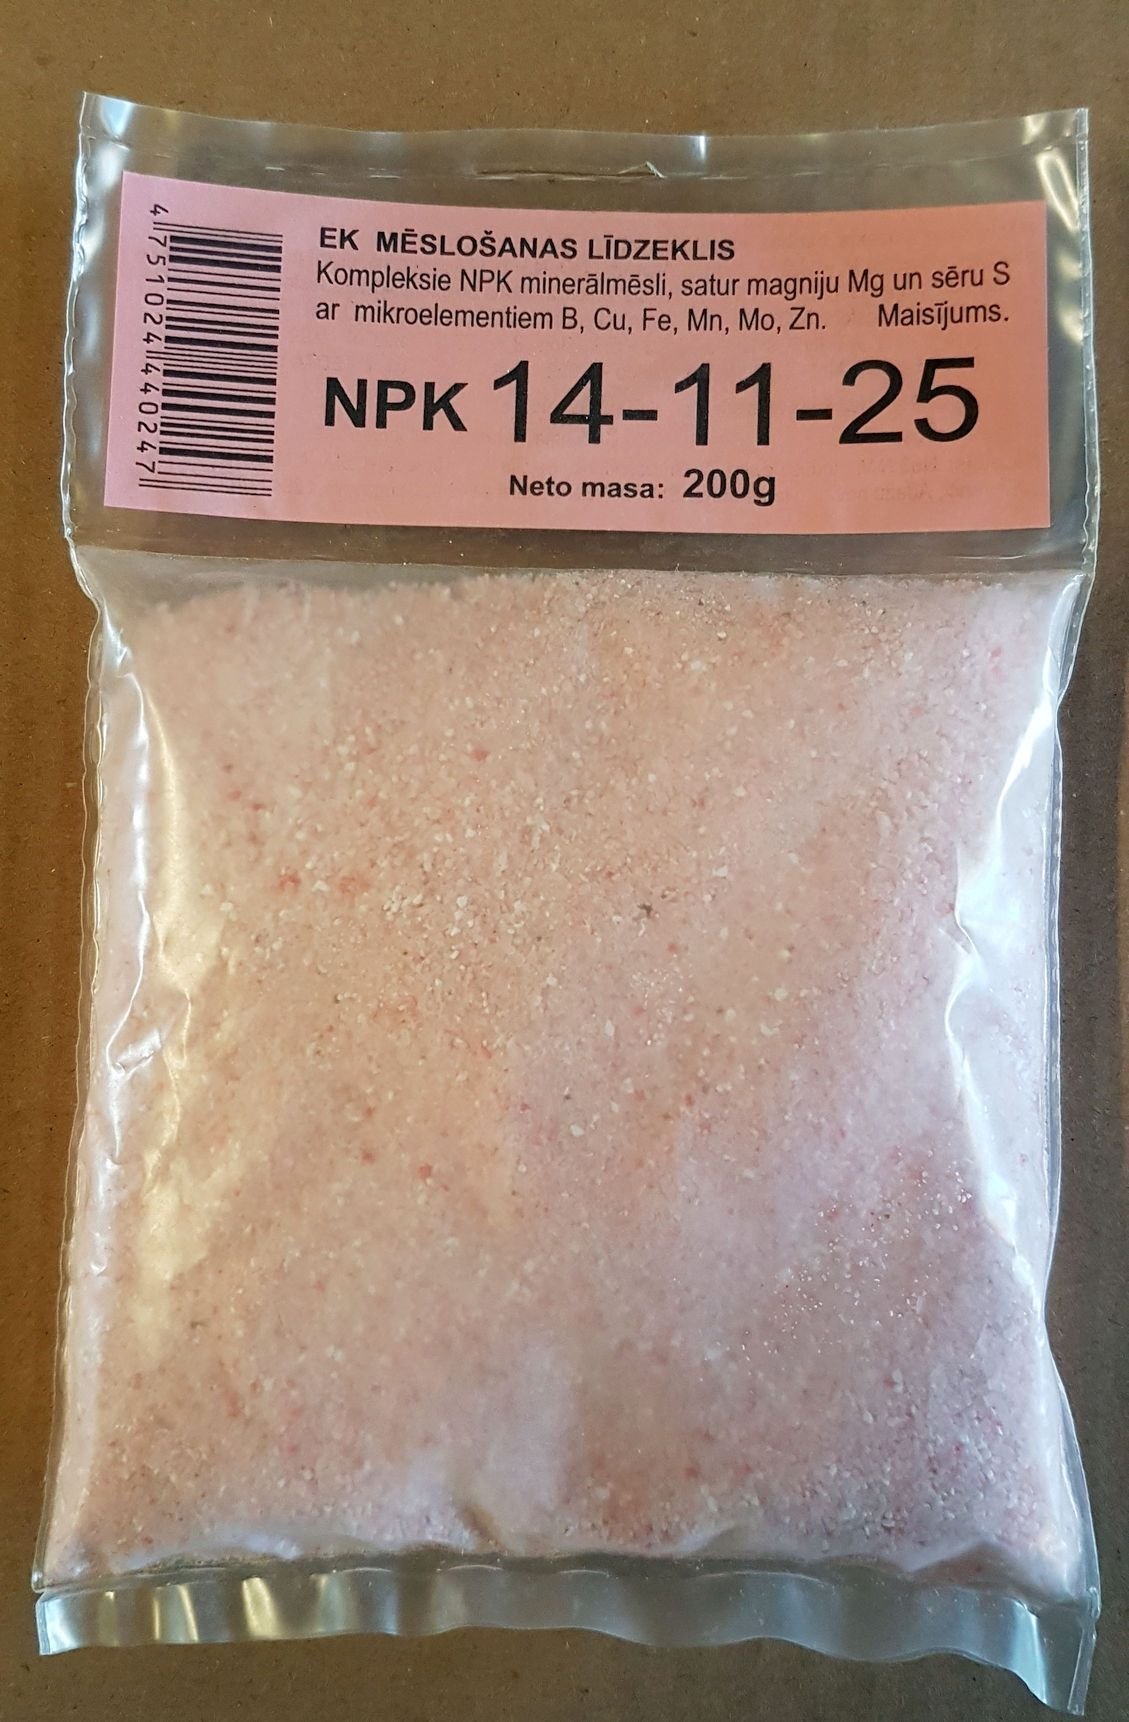 4751024440247
EK MĒSLOŠANAS LĪDZEKLIS
Kompleksie NPK minerālmēsli, satur magniju Mg un sēru S
ar mikroelementiem B, Cu, Fe, Mn, Mo, Zn. Maisījums.
NPK 14-11-25
Neto masa: 200g